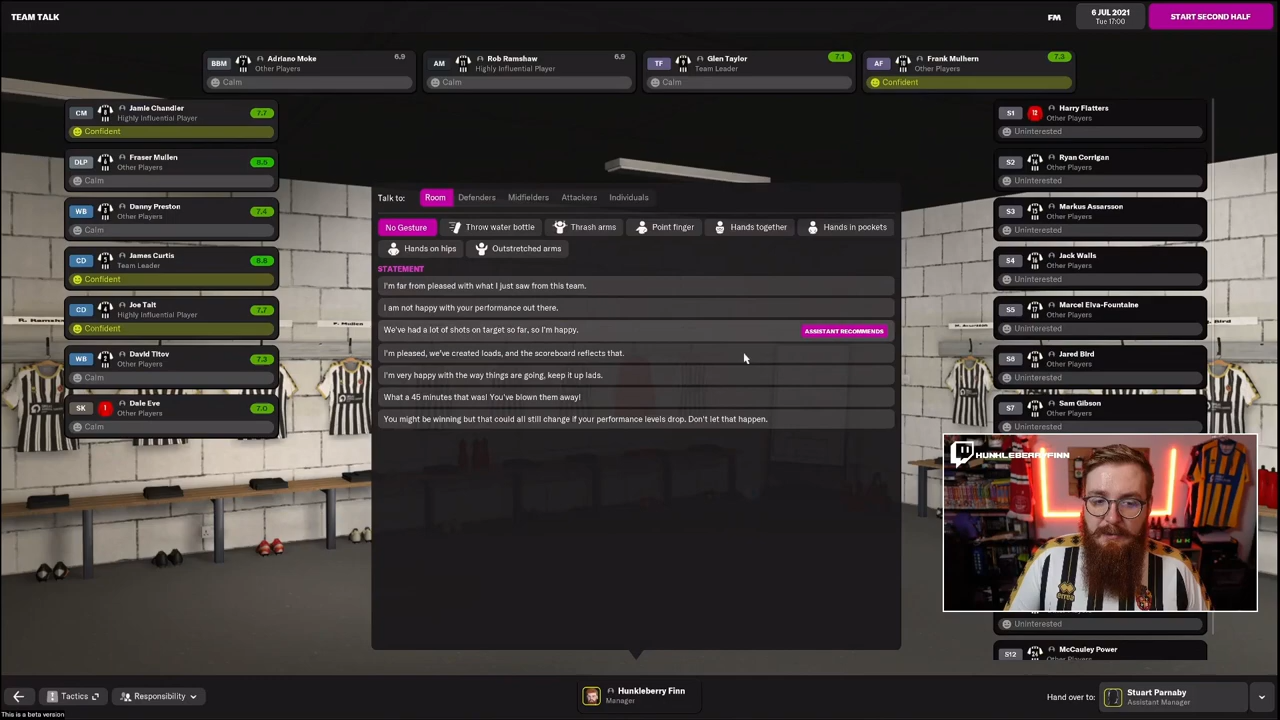 TEAM TALK
FM
6 JUL 2021
Tue 17:00
START SECOND HALF
BBM
Adriano Moke
Other Players
6.9
Calm
AM
Rob Ramshaw
Highly Influential Player
6.9
Calm
TF
Glen Taylor
Team Leader
7.1
Calm
AF
Frank Mulhern
Other Players
7.3
Confident
CM
Jamie Chandler
Highly Influential Player
7.7
Confident
DLP
Fraser Mullen
Other Players
8.5
Calm
WB
Danny Preston
Other Players
7.4
Calm
CD
James Curtis
Team Leader
8.8
Confident
CD
Joe Tait
Highly Influential Player
7.7
Confident
WB
David Titov
Other Players
7.3
Calm
SK
1
Dale Eve
Other Players
7.0
Calm
Talk to:
Room
Defenders
Midfielders
Attackers
Individuals
No Gesture
Throw water bottle
Thrash arms
Point finger
Hands together
Hands in pockets
Hands on hips
Outstretched arms
STATEMENT
I'm far from pleased with what I just saw from this team.
I am not happy with your performance out there.
We've had a lot of shots on target so far, so I'm happy.
ASSISTANT RECOMMENDS
I'm pleased, we've created loads, and the scoreboard reflects that.
I'm very happy with the way things are going, keep it up lads.
What a 45 minutes that was! You've blown them away!
You might be winning but that could all still change if your performance levels drop. Don't let that happen.
S1
12
Harry Flatters
Other Players
Uninterested
S2
Ryan Corrigan
Other Players
Uninterested
S3
Markus Assarsson
Other Players
Uninterested
S4
Jack Walls
Other Players
Uninterested
S5
Marcel Elva-Fountaine
Other Players
Uninterested
S6
Jared Bird
Other Players
Uninterested
S7
Sam Gibson
Other Players
Uninterested
HUNKLEBERRYFINN
Uninterested
S12
McCauley Power
Tactics
Responsibility
Hunkleberry Finn
Manager
Hand over to:
Stuart Parnaby
Assistant Manager
This is a beta version